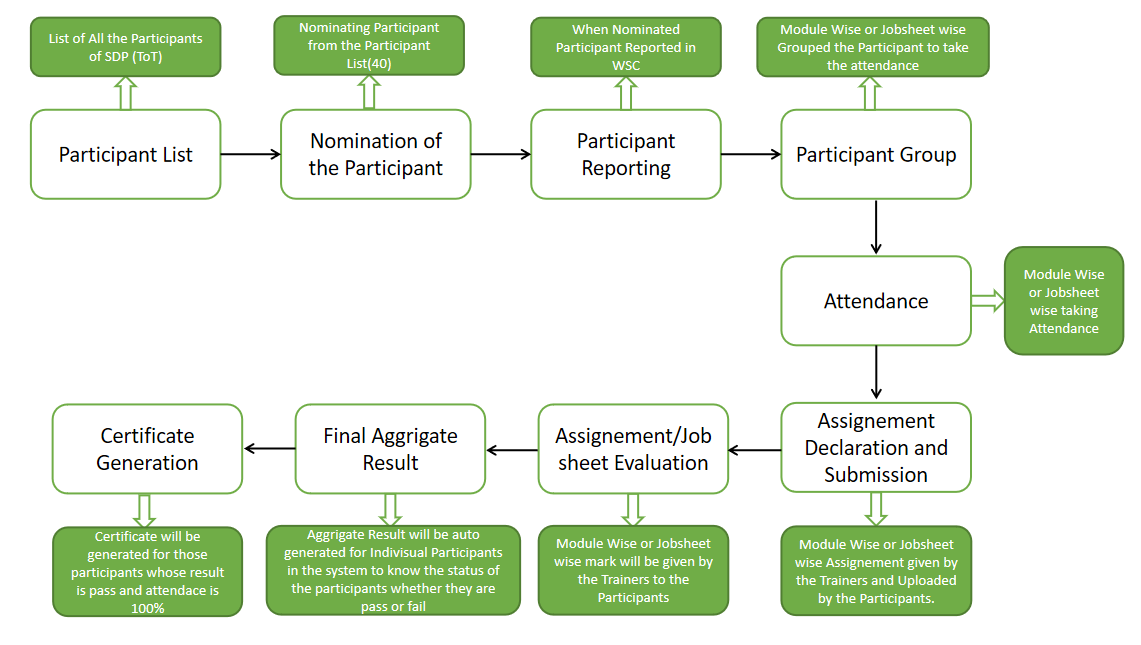 List of All the Participants
of SDP (ToT)
Nominating Participant
from the Participant
List(40)
When Nominated
Participant Reported in
WSC
Module Wise or Jobsheet wise
Grouped the Participant to take
the attendance
Participant List
Nomination of
the Participant
Participant
Reporting
Participant Group
Attendance
Module Wise
or Jobsheet
wise taking
Attendance
Assignement
Declaration and
Submission
Assignement/Job
sheet Evaluation
Final Aggrigate
Result
Certificate
Generation
Module Wise or Jobsheet
wise Assignement given by
the Trainers and Uploaded
by the Participants.
Module Wise or Jobsheet
wise mark will be given by
the Trainers to the
Participants
Aggrigate Result will be auto
generated for Indivisual Participants
in the system to know the status of
the participants whether they are
pass or fail
Certificate will be
generated for those
participants whose result
is pass and attendace is
100%